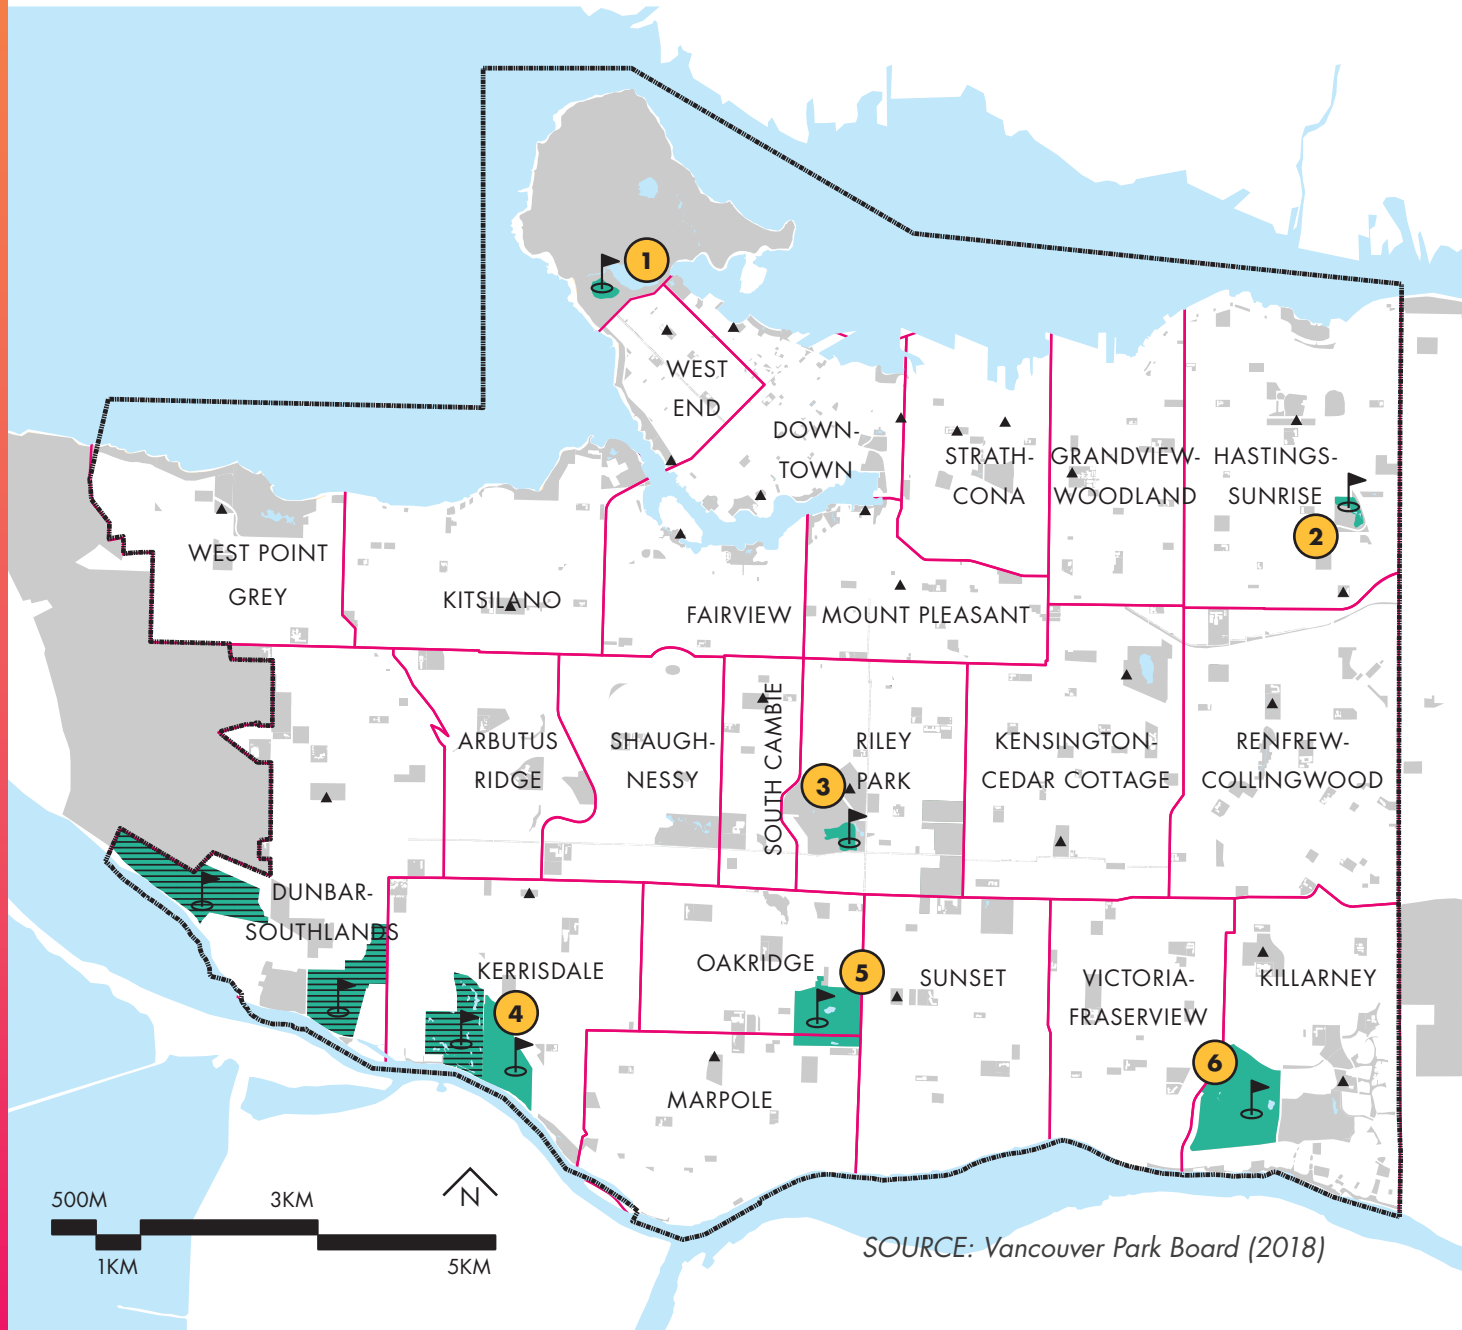 1
WEST
END
DOWN-
TOWN
STRATH-
CONA
GRANDVIEW-
WOODLAND
HASTINGS-
SUNRISE
2
WEST POINT
GREY
KITSILANO
FAIRVIEW
MOUNT PLEASANT
ARBUTUS
RIDGE
SHAUGH-
NESSY
SOUTH CAMBIE
RILEY
PARK
3
KENSINGTON-
CEDAR COTTAGE
RENFREW-
COLLINGWOOD
DUNBAR-
SOUTHLANDS
KERRISDALE
4
OAKRIDGE
5
SUNSET
VICTORIA-
FRASERVIEW
KILLARNEY
6
MARPOLE
500M
3KM
1KM
5KM
N
SOURCE: Vancouver Park Board (2018)